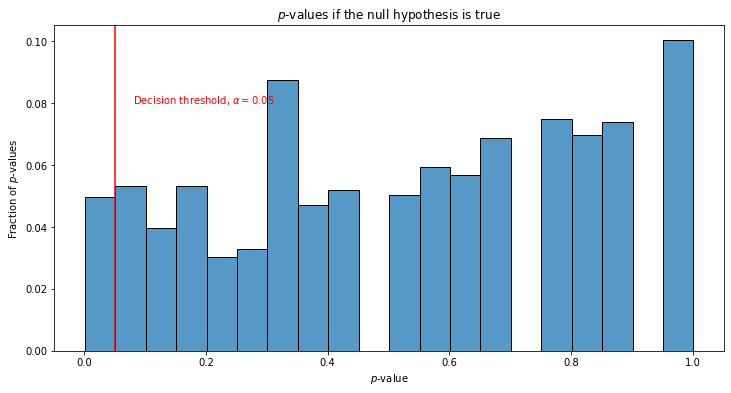 p-values if the null hypothesis is true
0.10
0.08
0.06
0.04
0.02
0.00
Fraction of p-values
Decision threshold, α = 0.05
0.0 0.2 0.4 0.6 0.8 1.0
p-value